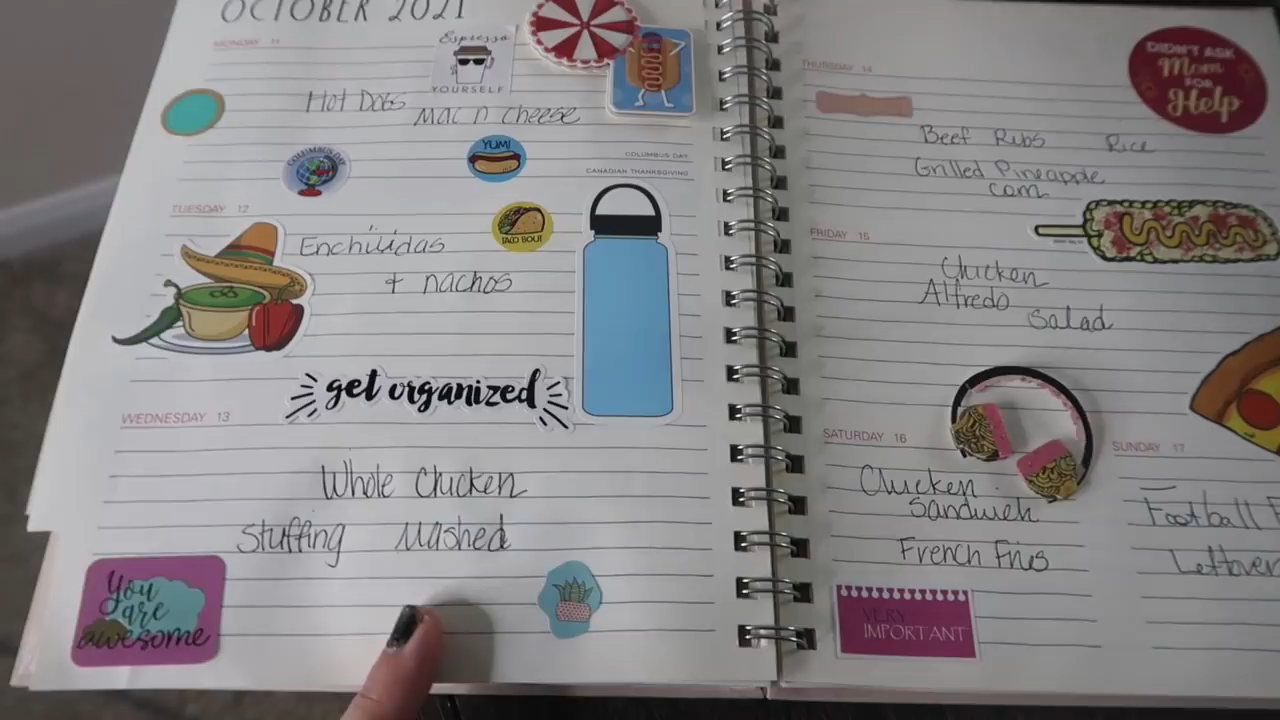 OCTOBER 2021
MONDAY 11
Espresso
YOURSELF
Hot Dogs Mac n cheese
COLUMBUS DAY
YUMI
COLUMBUS DAY
CANADIAN THANKSGIVING
TUESDAY 12
TACO BOUT
Enchiladas
+ nachos
get organized
WEDNESDAY 13
Whole Chicken
Stuffing Mashed
You
are
awesome
THURSDAY 14
DIDN'T ASK
Mom
FOR
Help
Beef Ribs Rice
Grilled Pineapple
corn
FRIDAY 15
Chicken
Alfredo
Salad
SATURDAY 16
Chicken
Sandwich
French Fries
VERY
IMPORTANT
SUNDAY 17
Football F
Leftover